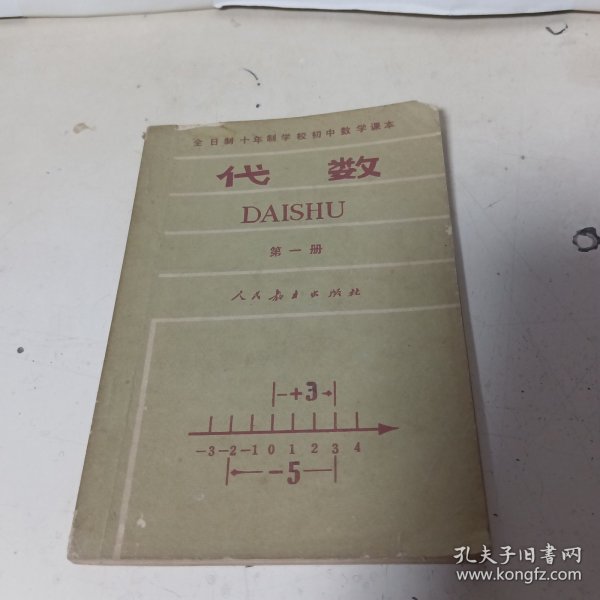 全日制十年制学校初中数学课本
代数
DAISHU
第一册
人民教育出版社
+3
-3 -2 -1 0 1 2 3 4
-5
孔夫子旧书网
www.kongfz.com